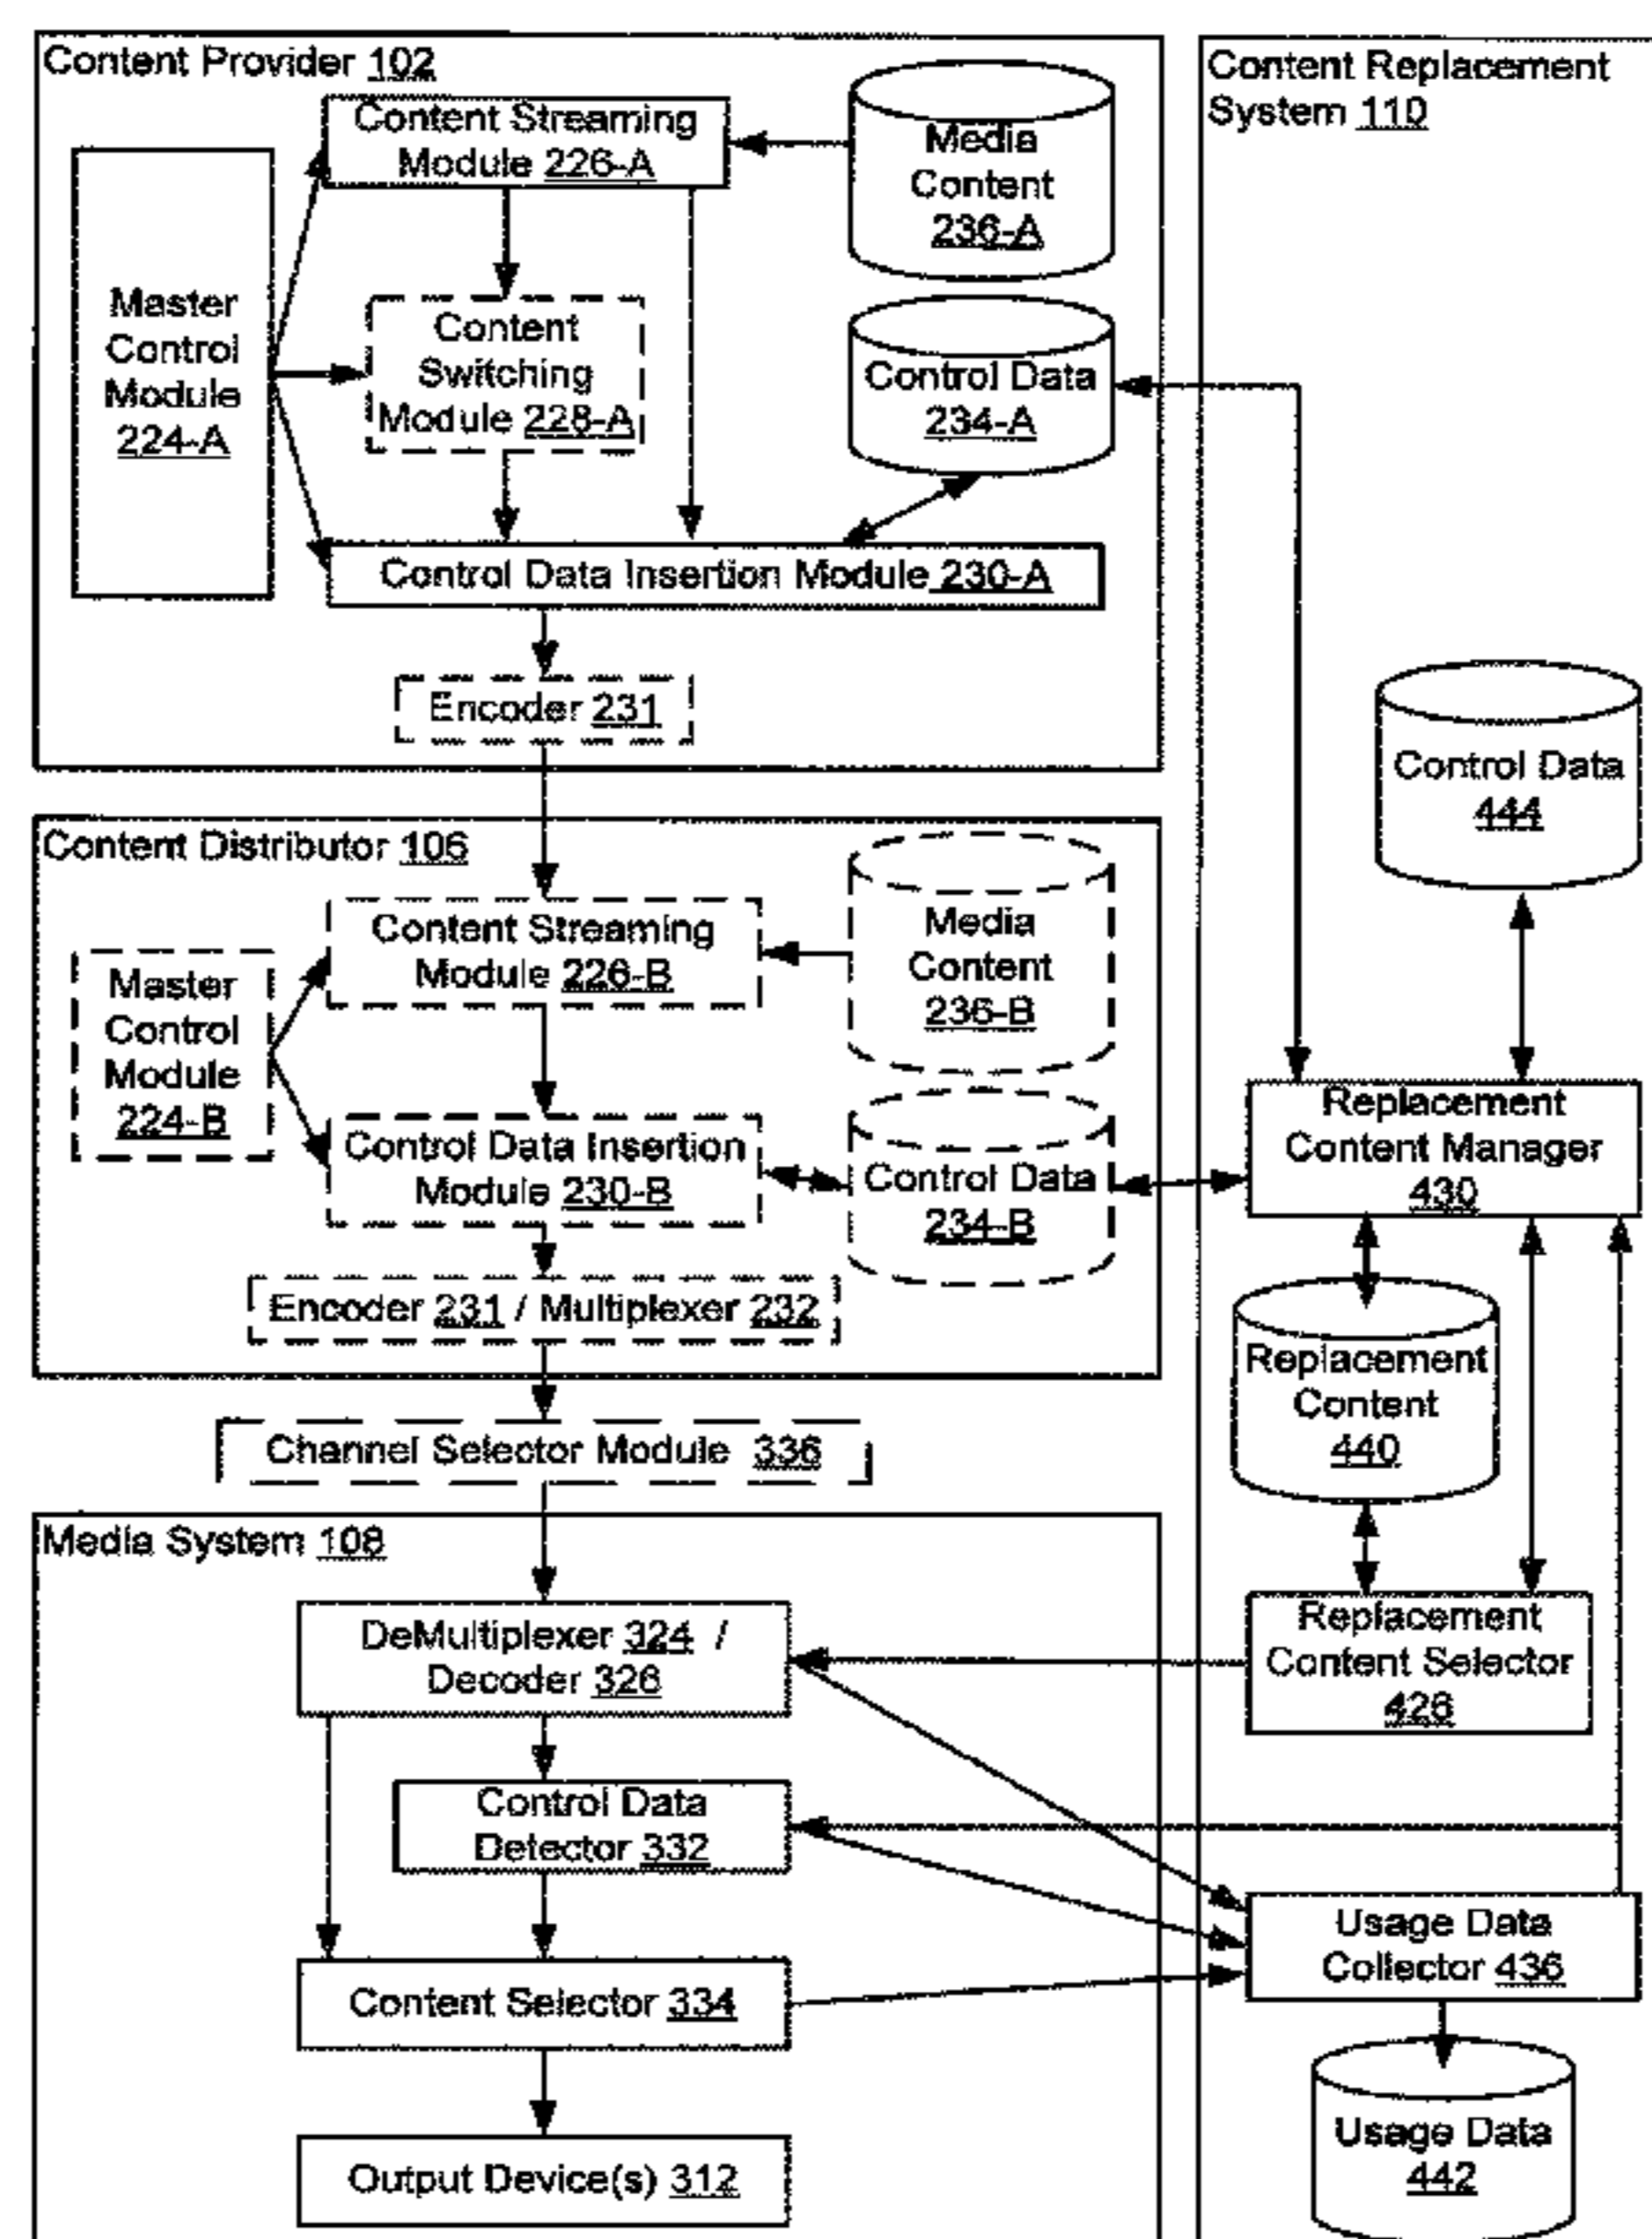 Content Provider 102
Content Streaming
Module 226-A
Media
Content
236-A
Master
Control
Module
224-A
Content
Switching
Module 228-A
Control Data
234-A
Control Data Insertion Module 230-A
Encoder 231
Content Replacement
System 110
Control Data
444
Content Distributor 106
Content Streaming
Module 226-B
Media
Content
236-B
Master
Control
Module
224-B
Control Data Insertion
Module 230-B
Control Data
234-B
Encoder 231 / Multiplexer 232
Replacement
Content Manager
430
Replacement
Content
440
Channel Selector Module 336
Media System 108
DeMultiplexer 324 /
Decoder 326
Replacement
Content Selector
428
Control Data
Detector 332
Usage Data
Collector 436
Content Selector 334
Usage Data
442
Output Device(s) 312